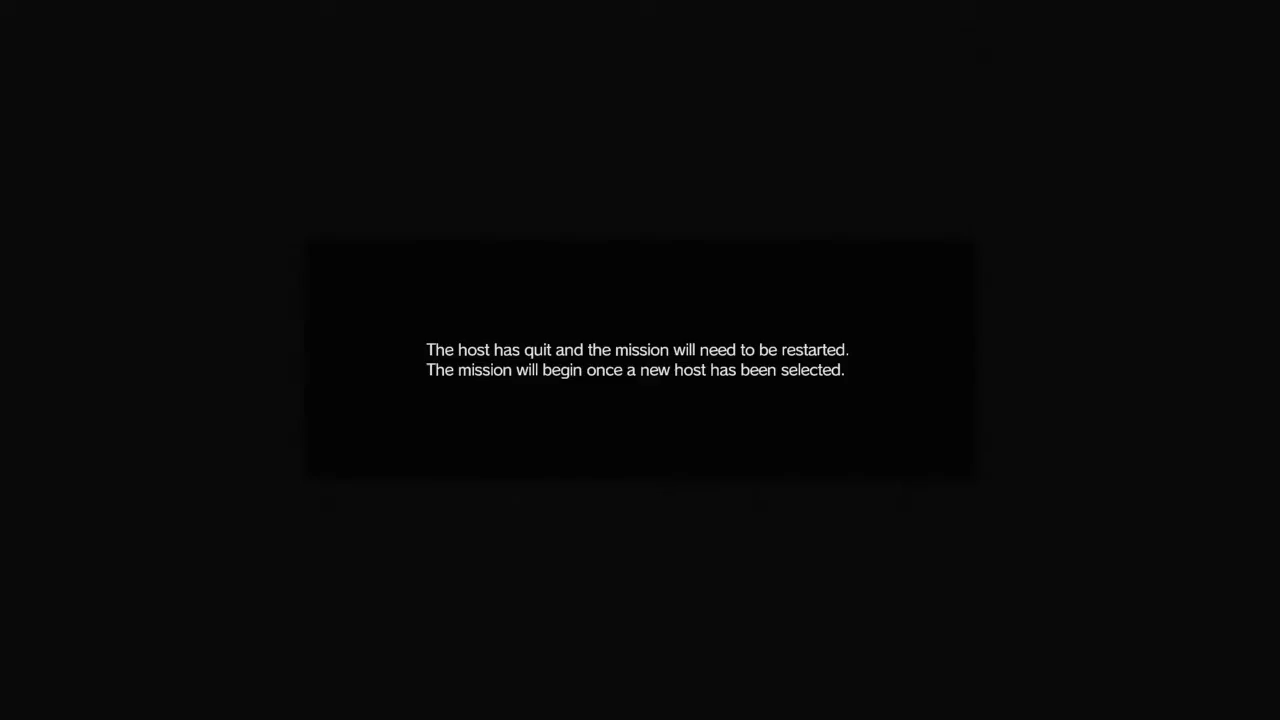 The host has quit and the mission will need to be restarted.
The mission will begin once a new host has been selected.